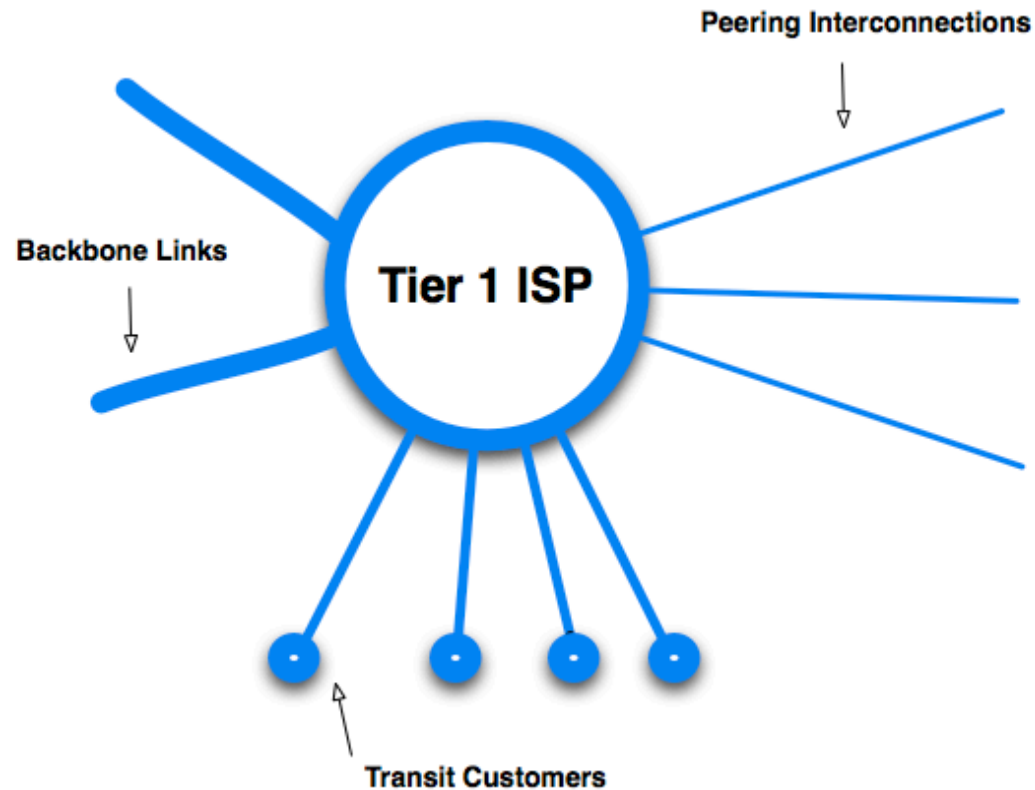 Peering Interconnections
Backbone Links
Tier 1 ISP
Transit Customers